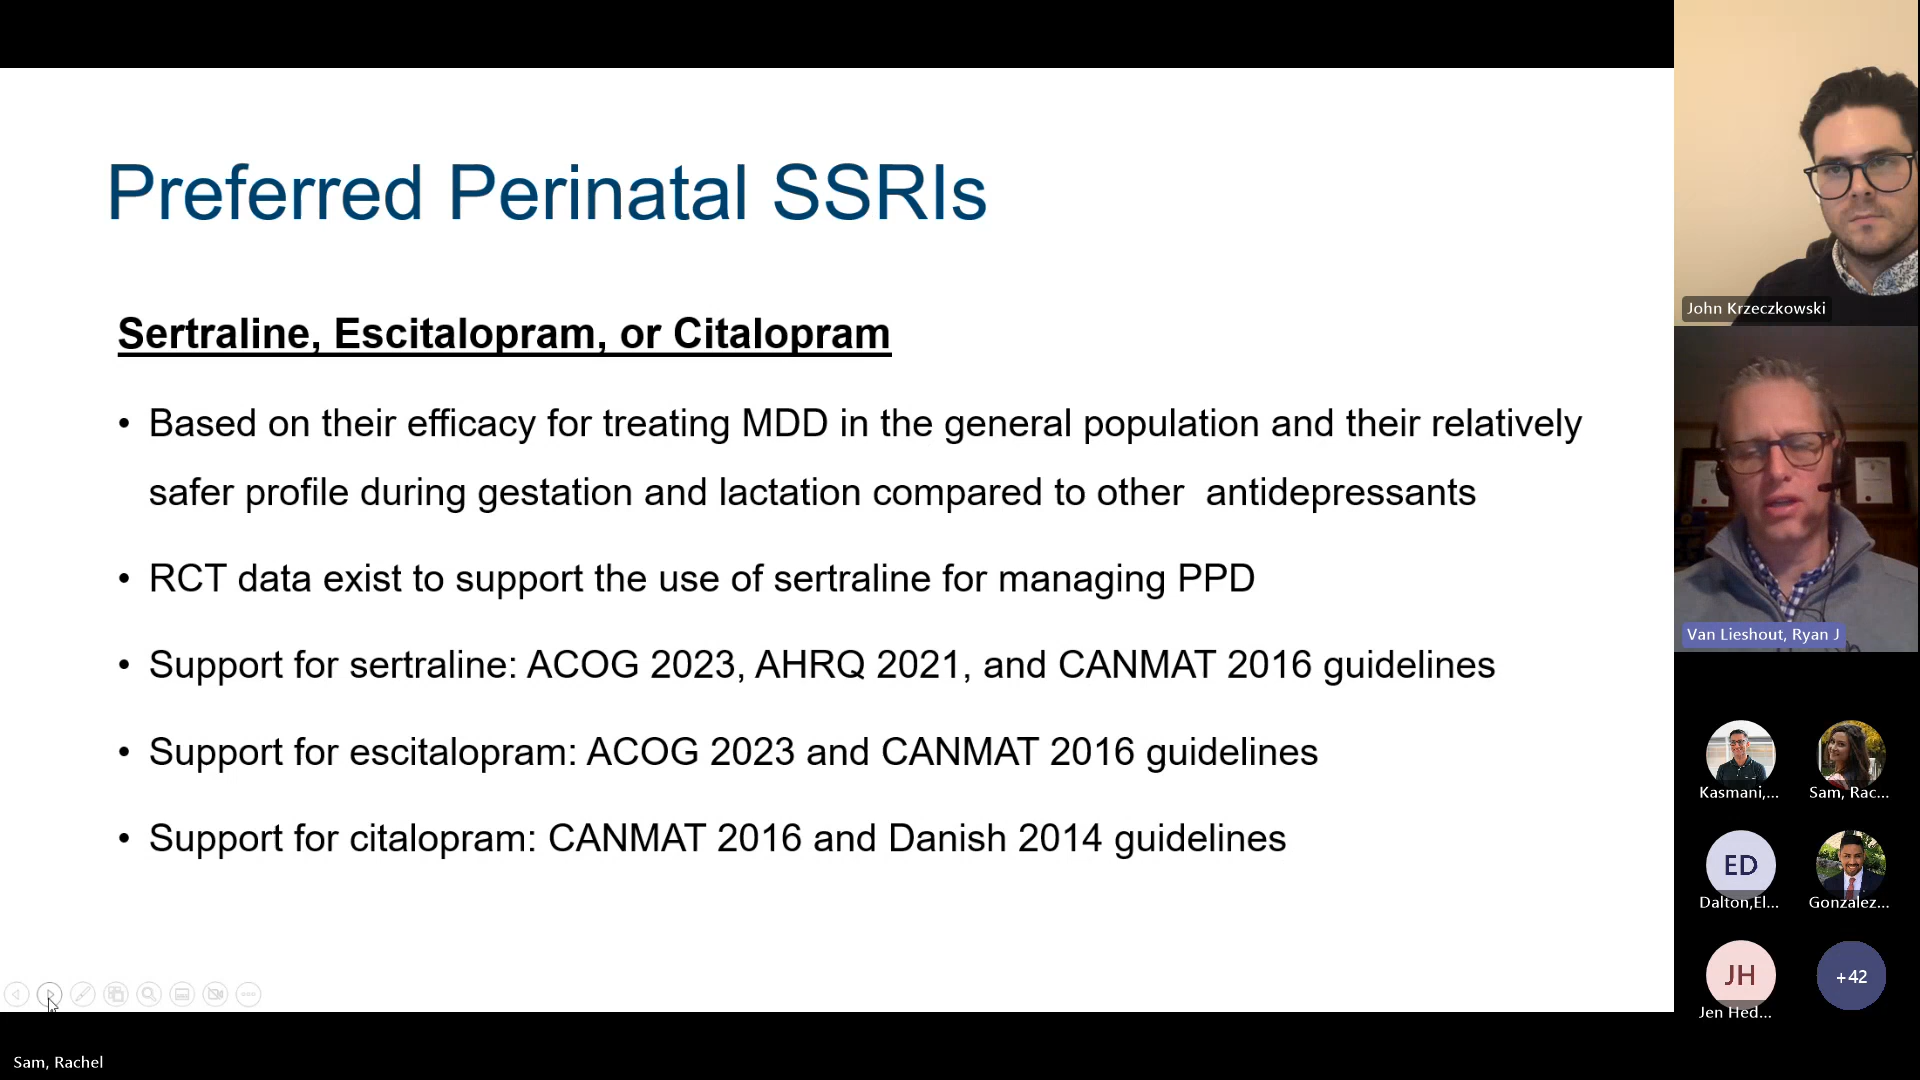 Preferred Perinatal SSRIs
Sertraline, Escitalopram, or Citalopram
• Based on their efficacy for treating MDD in the general population and their relatively
safer profile during gestation and lactation compared to other antidepressants
• RCT data exist to support the use of sertraline for managing PPD
• Support for sertraline: ACOG 2023, AHRQ 2021, and CANMAT 2016 guidelines
• Support for escitalopram: ACOG 2023 and CANMAT 2016 guidelines
• Support for citalopram: CANMAT 2016 and Danish 2014 guidelines
Sam, Rachel
John Krzeczkowski
Van Lieshout, Ryan J
Kasmani,...
Sam, Rac...
ED
Dalton,El...
Gonzalez...
JH
Jen Hed...
+42